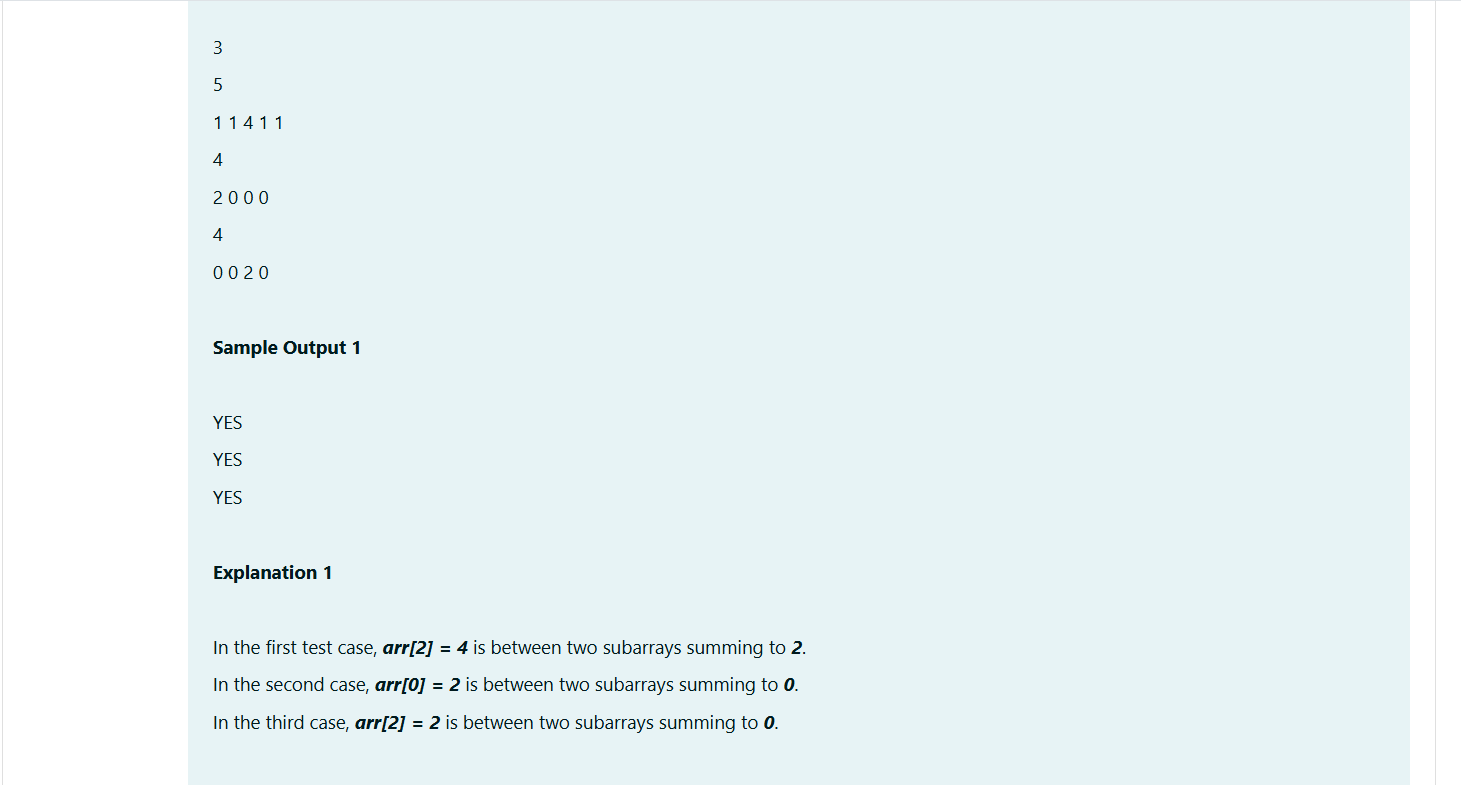 3
5
1 1 4 1 1
4
2 0 0 0
4
0 0 2 0
Sample Output 1
YES
YES
YES
Explanation 1
In the first test case, arr[2] = 4 is between two subarrays summing to 2.
In the second case, arr[0] = 2 is between two subarrays summing to 0.
In the third case, arr[2] = 2 is between two subarrays summing to 0.